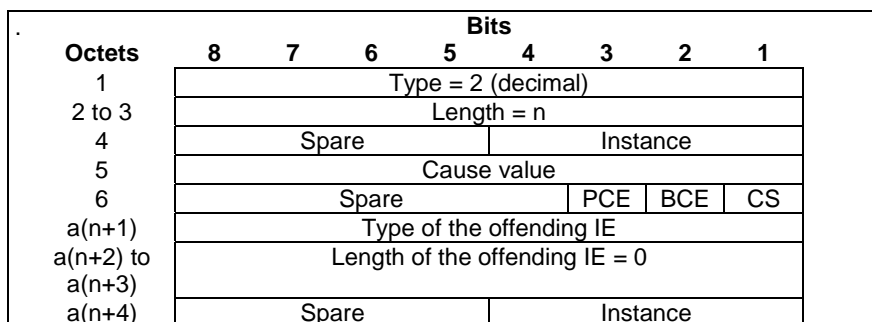 .
Bits
Octets 8 7 6 5 4 3 2 1
1 Type = 2 (decimal)
2 to 3 Length = n
4 Spare Instance
5 Cause value
6 Spare PCE BCE CS
a(n+1) Type of the offending IE
a(n+2) to Length of the offending IE = 0
a(n+3)
a(n+4) Spare Instance